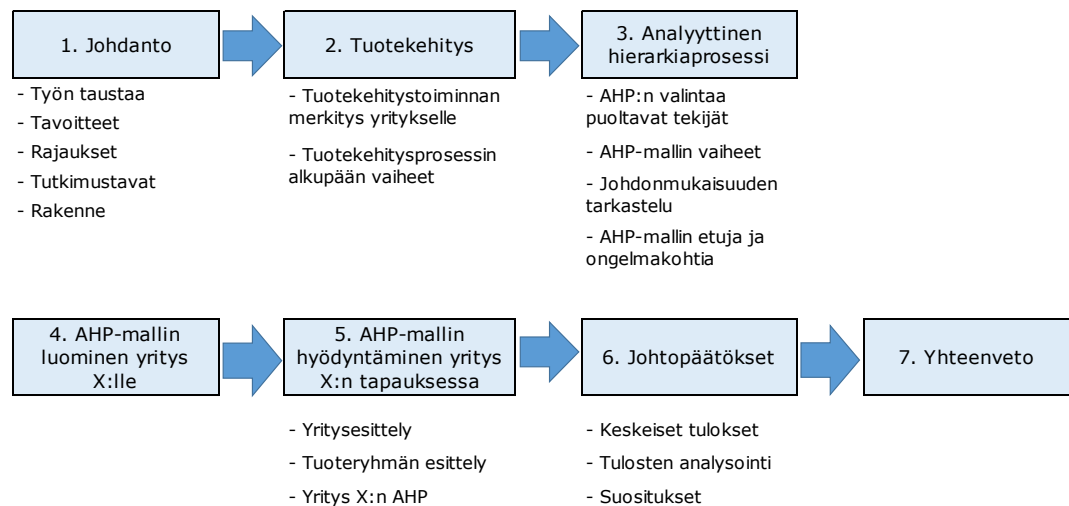 1. Johdanto
- Työn taustaa
- Tavoitteet
- Rajaukset
- Tutkimustavat
- Rakenne
2. Tuotekehitys
- Tuotekehitystoiminnan
merkitys yritykselle
- Tuotekehitysprosessin
alkupään vaiheet
3. Analyyttinen
hierarkiaprosessi
- AHP:n valintaa
puoltavat tekijät
- AHP-mallin vaiheet
- Johdonmukaisuuden
tarkastelu
- AHP-mallin etuja ja
ongelmakohtia
4. AHP-mallin
luominen yritys
X:lle
5. AHP-mallin
hyödyntäminen yritys
X:n tapauksessa
- Yritysesittely
- Tuoteryhmän esittely
- Yritys X:n AHP
6. Johtopäätökset
- Keskeiset tulokset
- Tulosten analysointi
- Suositukset
7. Yhteenveto